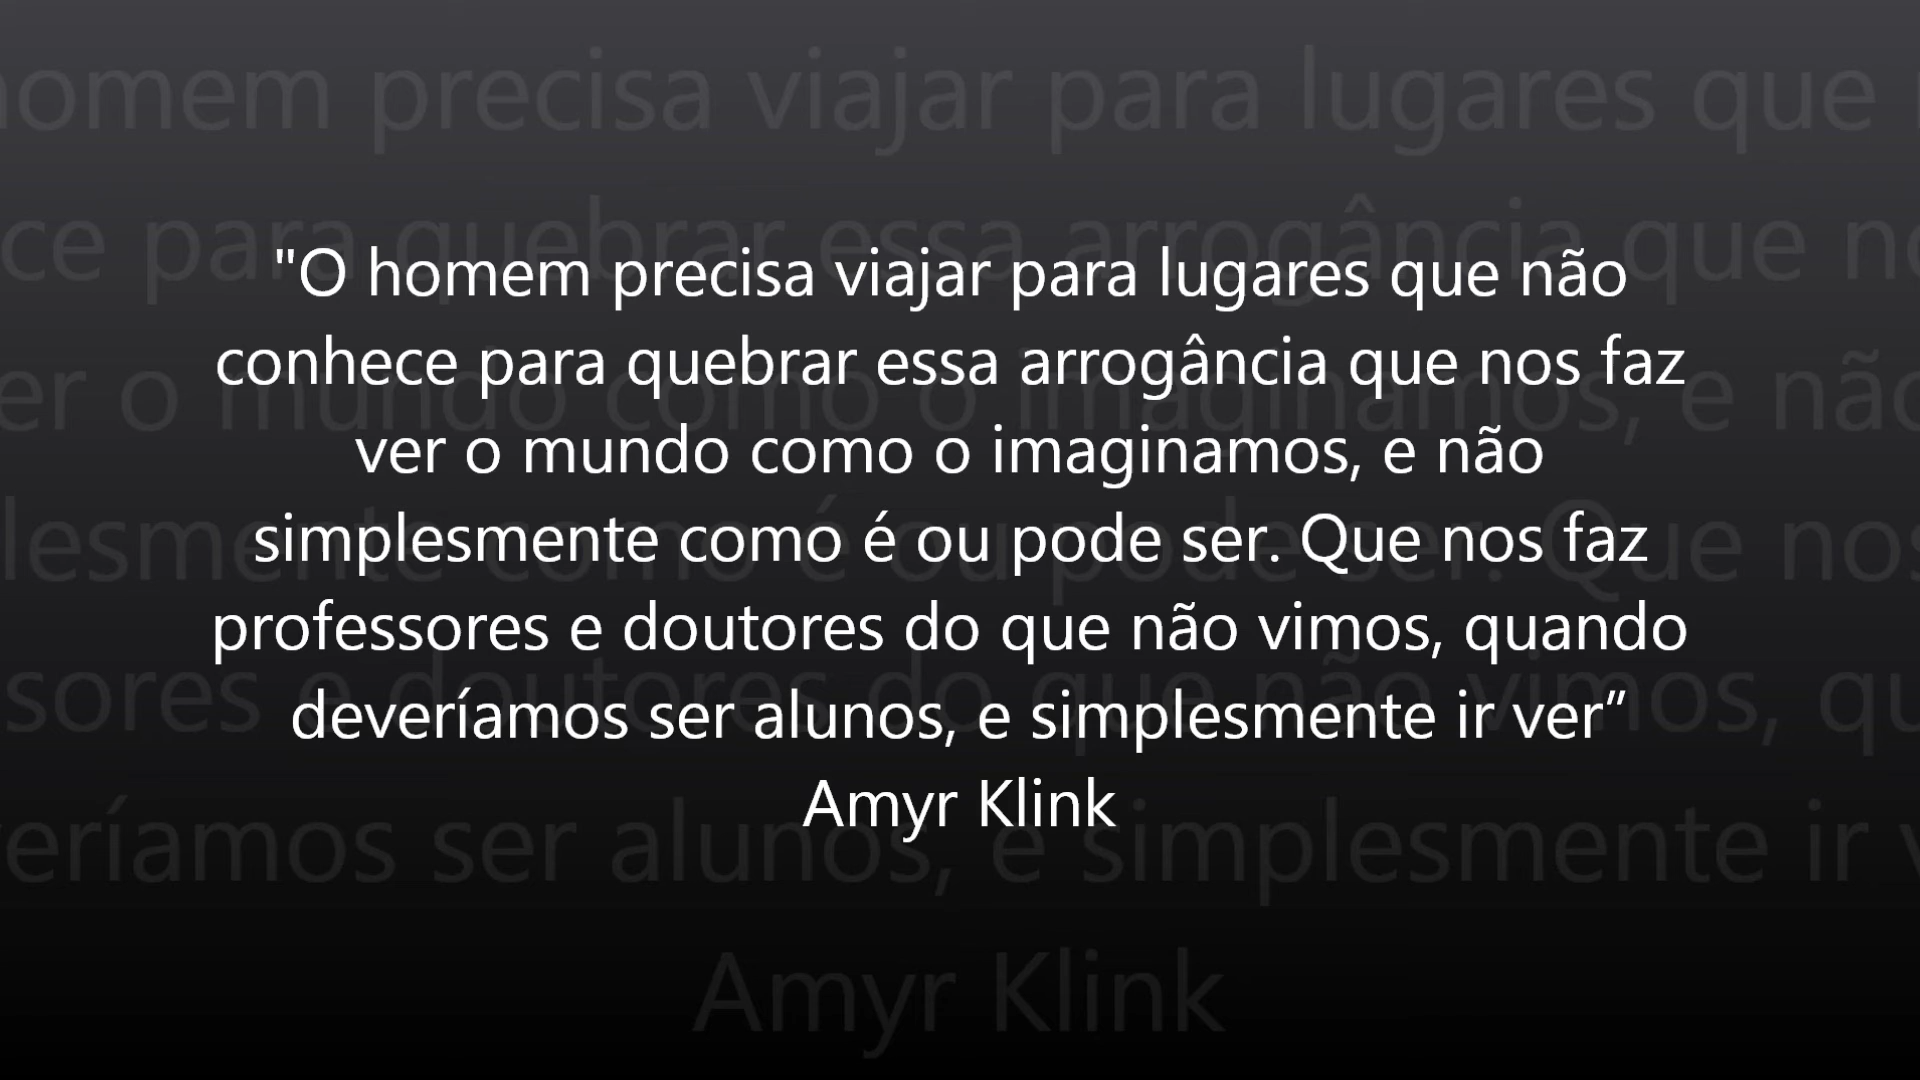 "O homem precisa viajar para lugares que não
conhece para quebrar essa arrogância que nos faz
ver o mundo como o imaginamos, e não
simplesmente como é ou pode ser. Que nos faz
professores e doutores do que não vimos, quando
deveríamos ser alunos, e simplesmente ir ver”
Amyr Klink